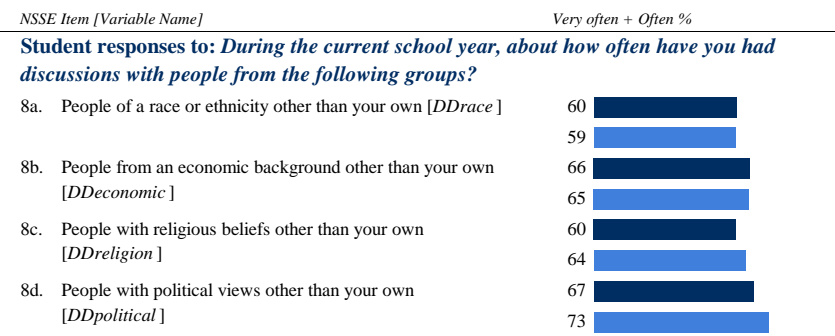 NSSE Item [Variable Name] Very often + Often %
Student responses to: During the current school year, about how often have you had
discussions with people from the following groups?
8a. People of a race or ethnicity other than your own [DDrace ] 60
59
8b. People from an economic background other than your own 66
[DDeconomic ] 65
8c. People with religious beliefs other than your own 60
[DDreligion ] 64
8d. People with political views other than your own 67
[DDpolitical ] 73